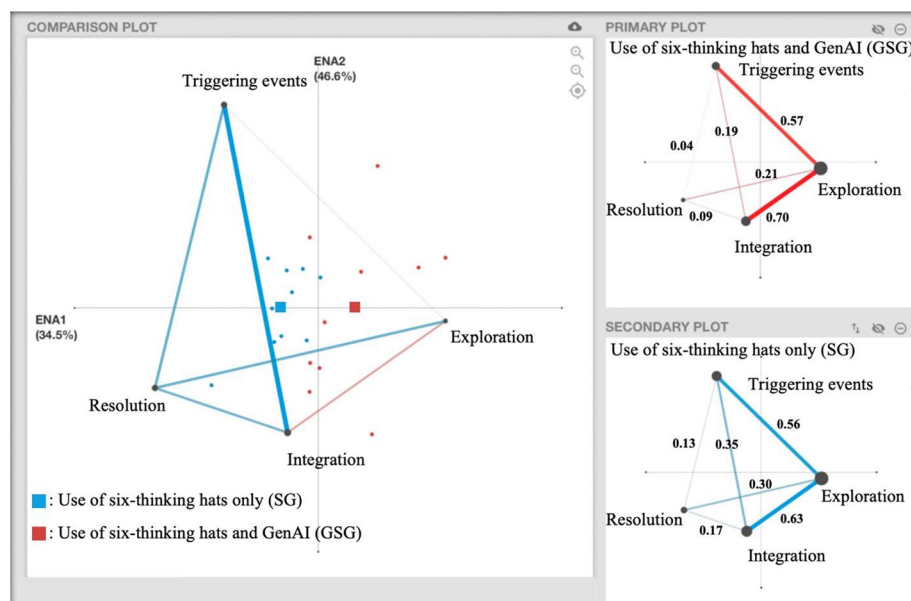 COMPARISON PLOT
ENA2
(46.6%)
Triggering events
ENA1
(34.5%)
Exploration
Resolution
Integration
: Use of six-thinking hats only (SG)
: Use of six-thinking hats and GenAI (GSG)
PRIMARY PLOT
Use of six-thinking hats and GenAI (GSG)
Triggering events
0.57
0.19
0.04
0.21
Exploration
Resolution
0.09
0.70
Integration
SECONDARY PLOT
Use of six-thinking hats only (SG)
Triggering events
0.56
0.13
0.35
0.30
Exploration
Resolution
0.63
0.17
Integration